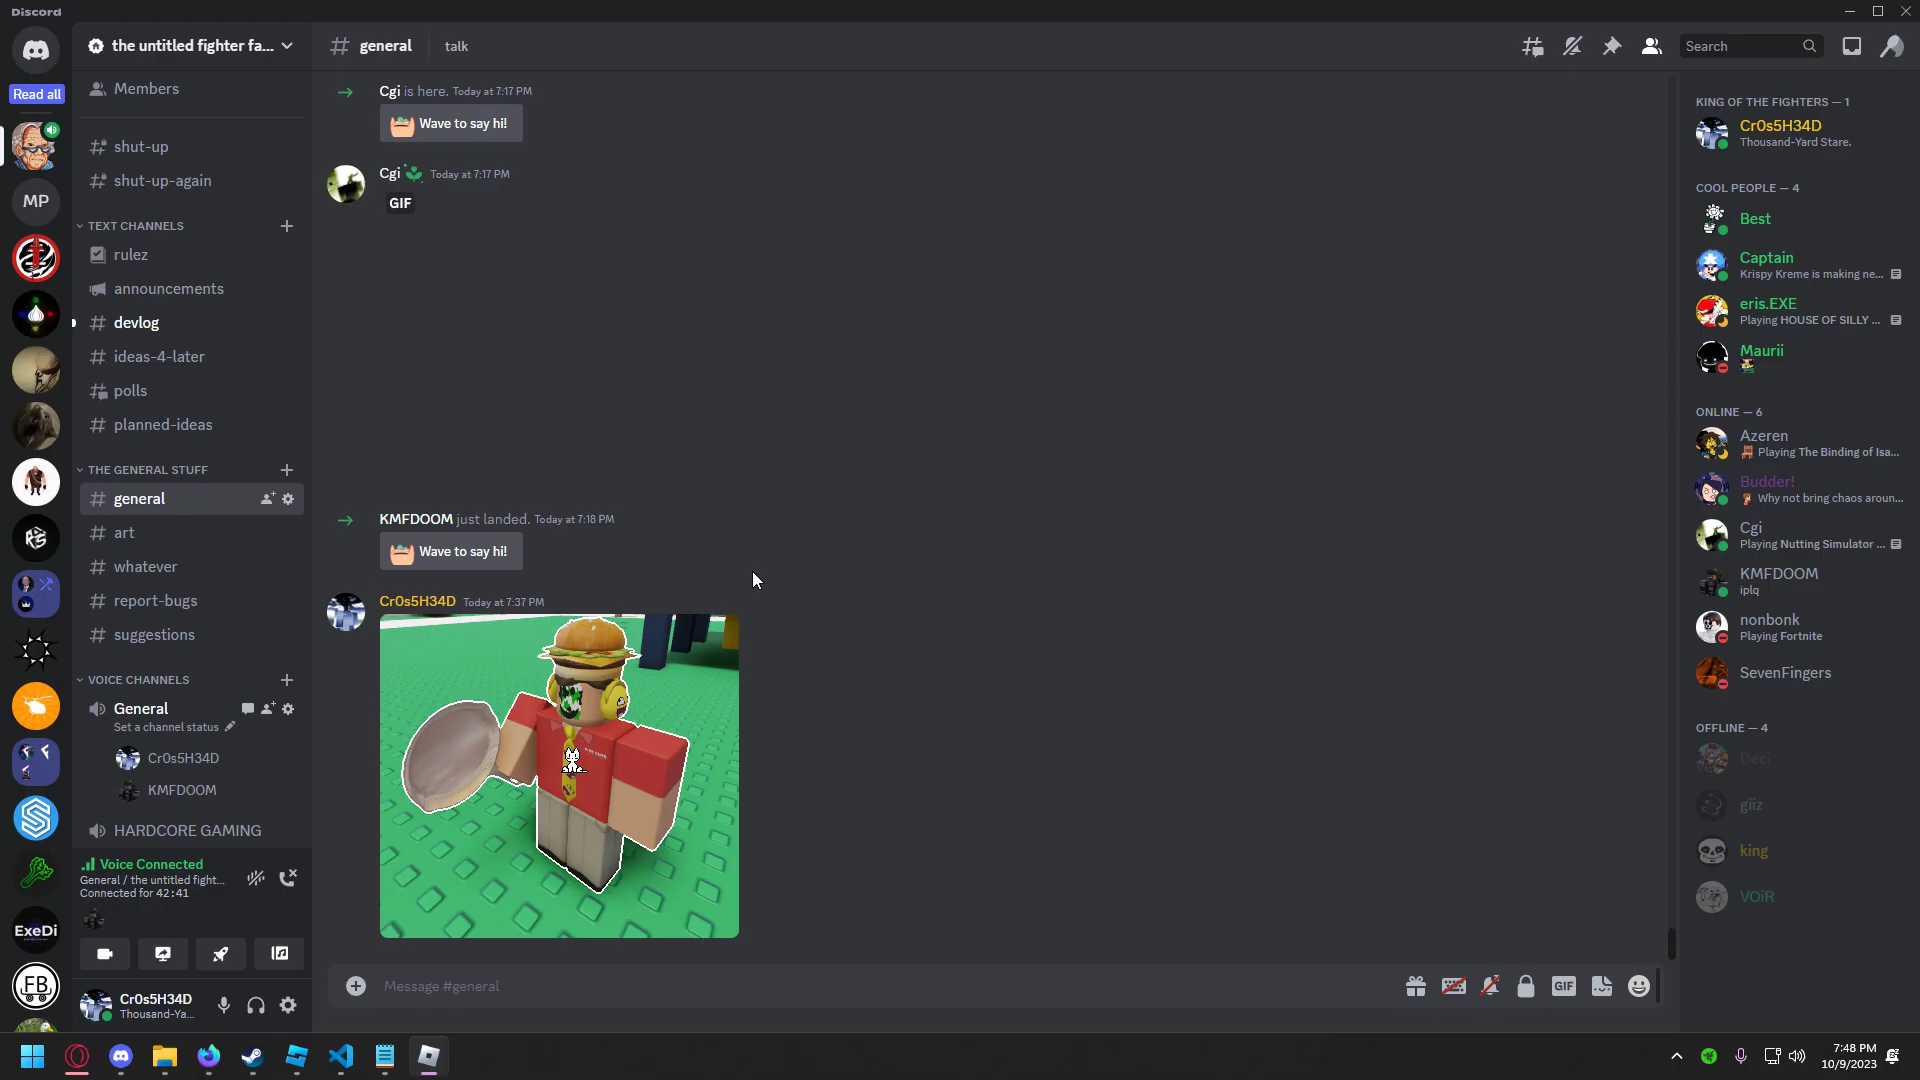 Discord
Read all
MP
ExeDi
FB
the untitled fighter fa...
Members
shut-up
shut-up-again
TEXT CHANNELS
rulez
announcements
devlog
ideas-4-later
polls
planned-ideas
THE GENERAL STUFF
general
art
whatever
report-bugs
suggestions
VOICE CHANNELS
General
Set a channel status
Cr0s5H34D
KMFDOOM
HARDCORE GAMING
Voice Connected
General / the untitled fight...
Connected for 42:41
Cr0s5H34D
Thousand-Ya...
general
talk
Search
Cgi is here. Today at 7:17 PM
Wave to say hi!
Cgi Today at 7:17 PM
GIF
KMFDOOM just landed. Today at 7:18 PM
Wave to say hi!
Cr0s5H34D Today at 7:37 PM
Message #general
GIF
KING OF THE FIGHTERS — 1
Cr0s5H34D
Thousand-Yard Stare.
COOL PEOPLE — 4
Best
Captain
Krispy Kreme is making ne...
eris.EXE
Playing HOUSE OF SILLY ...
Maurii
ONLINE — 6
Azeren
Playing The Binding of Isa...
Budder!
Why not bring chaos aroun...
Cgi
Playing Nutting Simulator ...
KMFDOOM
iplq
nonbonk
Playing Fortnite
SevenFingers
OFFLINE — 4
Deci
giiz
king
VOiR
7:48 PM
10/9/2023